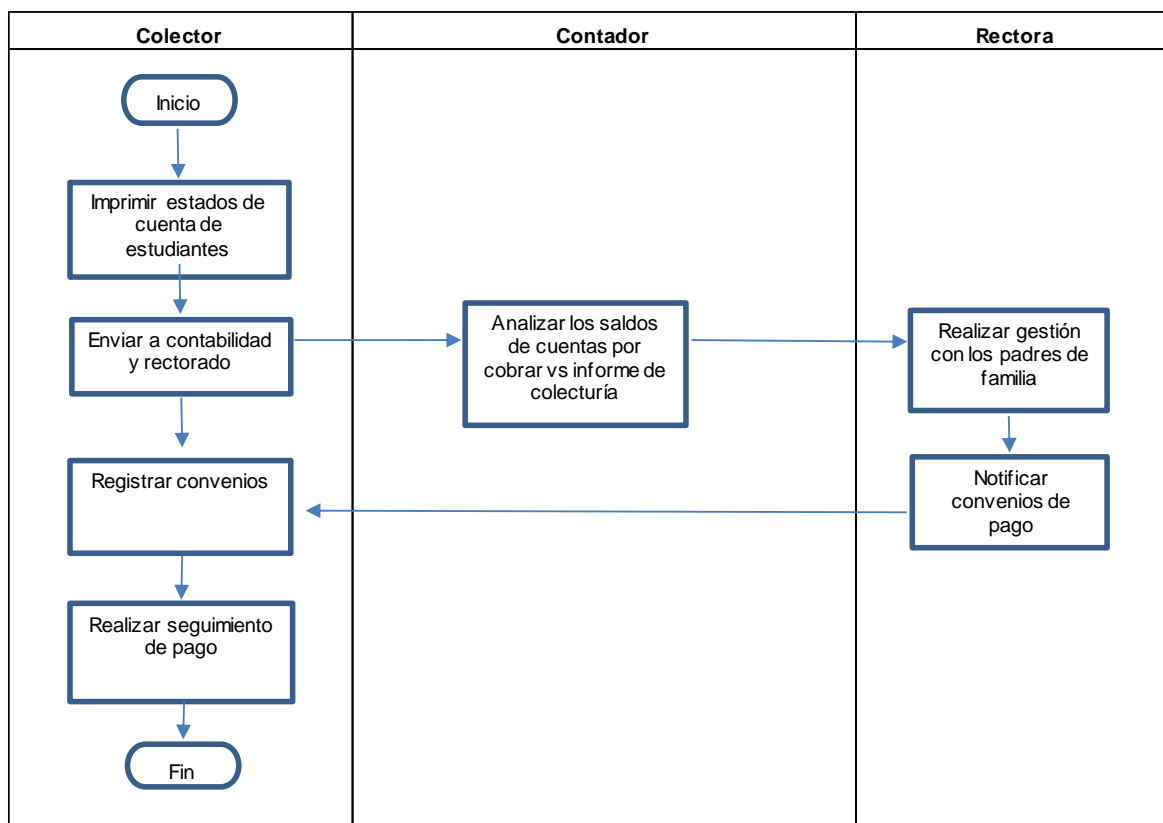 Colector
Contador
Rectora
Inicio
Imprimir estados de
cuenta de
estudiantes
Enviar a contabilidad
y rectorado
Analizar los saldos
de cuentas por
cobrar vs informe de
colecturía
Realizar gestión
con los padres de
familia
Registrar convenios
Notificar
convenios de
pago
Realizar seguimiento
de pago
Fin